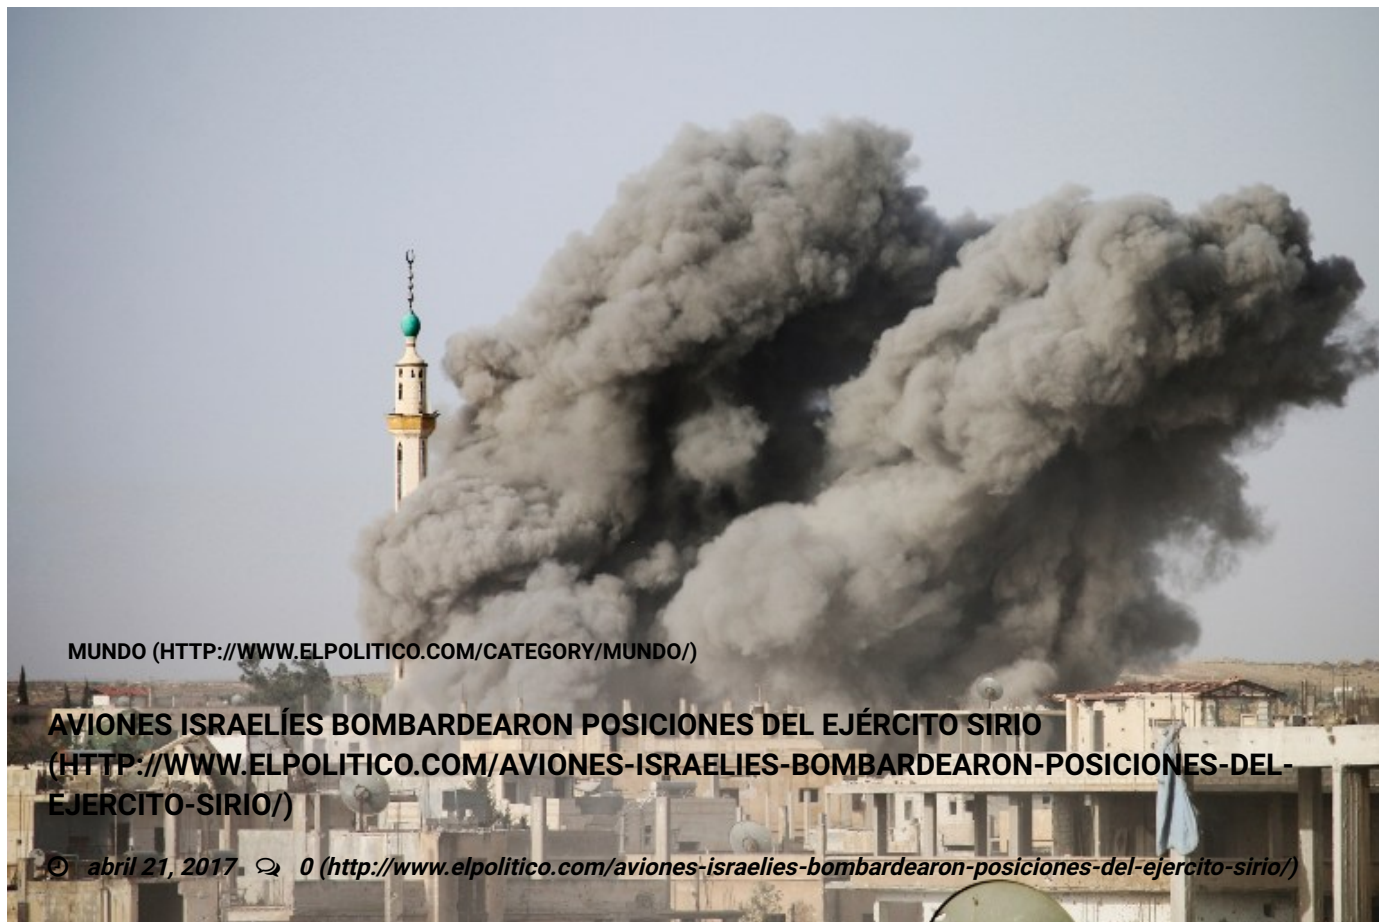 MUNDO (HTTP://WWW.ELPOLITICO.COM/CATEGORY/MUNDO/)
AVIONES ISRAELÍES BOMBARDEARON POSICIONES DEL EJÉRCITO SIRIO
(HTTP://WWW.ELPOLITICO.COM/AVIONES-ISRAELIES-BOMBARDEARON-POSICIONES-DEL-
EJERCITO-SIRIO/)
abril 21, 2017 0 (http://www.elpolitico.com/aviones-israelies-bombardearon-posiciones-del-ejercito-sirio/)